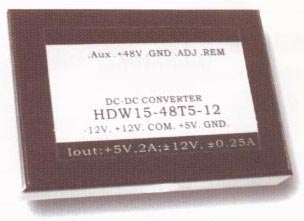 .Aux .+48V .GND .ADJ .REM
DC-DC CONVERTER
HDW15-48T5-12
-12V. +12V. COM. +5V. GND.
Iout:+5V,2A;±12V, ±0.25A